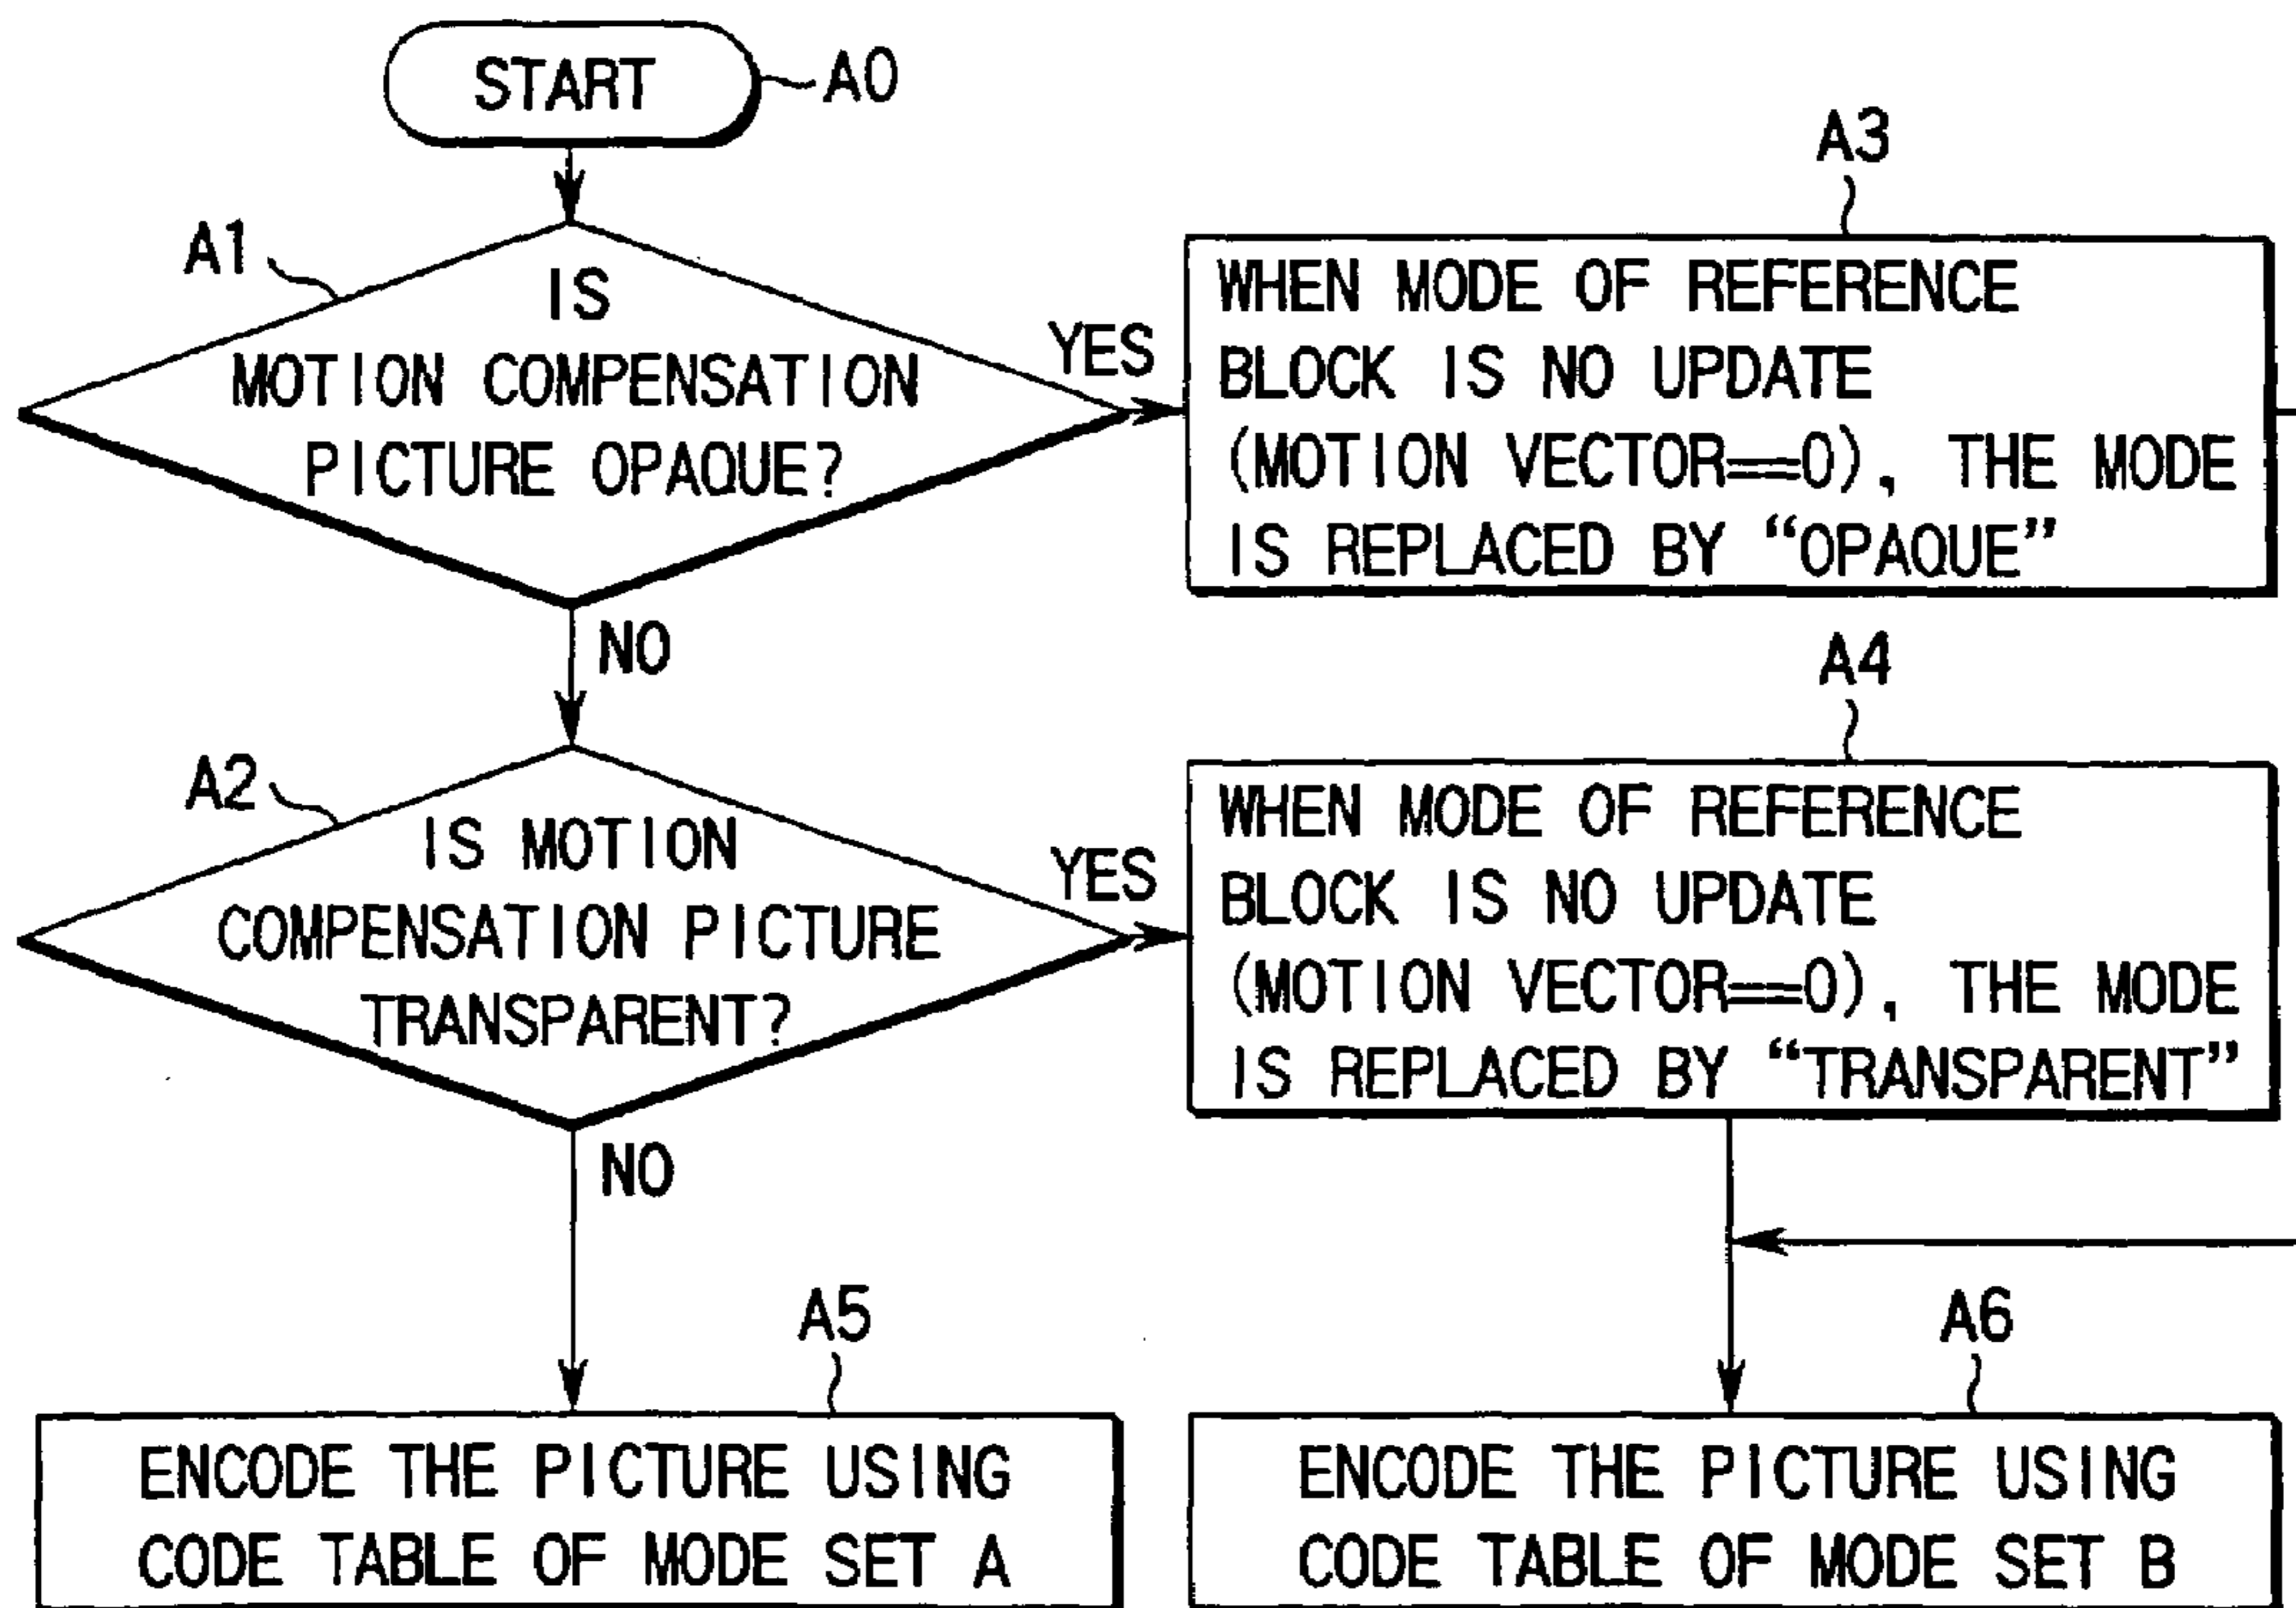 START
A0
A1
IS
MOTION COMPENSATION
PICTURE OPAQUE?
YES
NO
A3
WHEN MODE OF REFERENCE
BLOCK IS NO UPDATE
(MOTION VECTOR==0), THE MODE
IS REPLACED BY “OPAQUE”
A2
IS MOTION
COMPENSATION PICTURE
TRANSPARENT?
YES
NO
A4
WHEN MODE OF REFERENCE
BLOCK IS NO UPDATE
(MOTION VECTOR==0), THE MODE
IS REPLACED BY “TRANSPARENT”
A5
ENCODE THE PICTURE USING
CODE TABLE OF MODE SET A
A6
ENCODE THE PICTURE USING
CODE TABLE OF MODE SET B